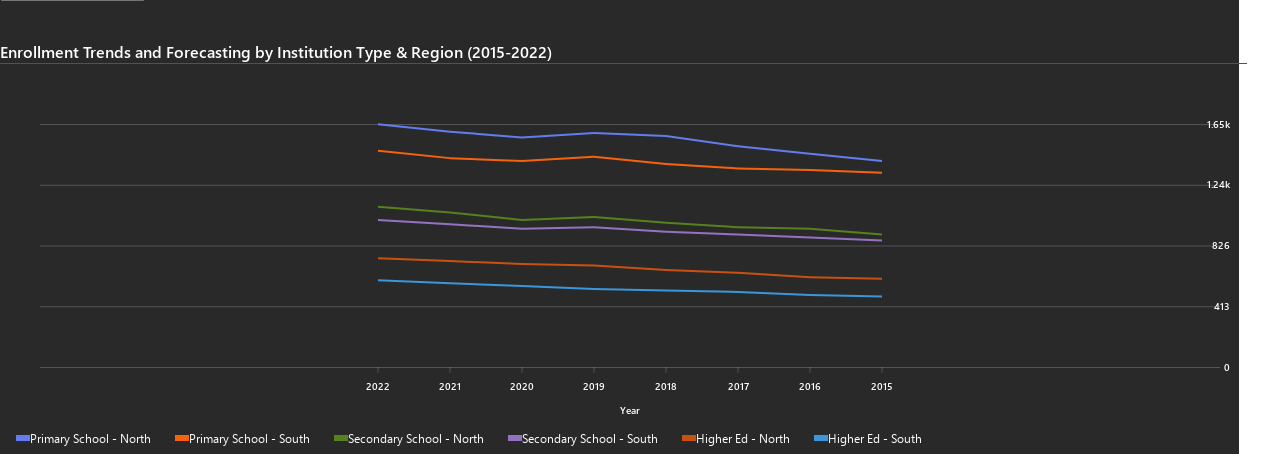 Enrollment Trends and Forecasting by Institution Type & Region (2015-2022)
1.65k
1.24k
826
413
0
2022 2021 2020 2019 2018 2017 2016 2015
Year
Primary School - North Primary School - South Secondary School - North Secondary School - South Higher Ed - North Higher Ed - South